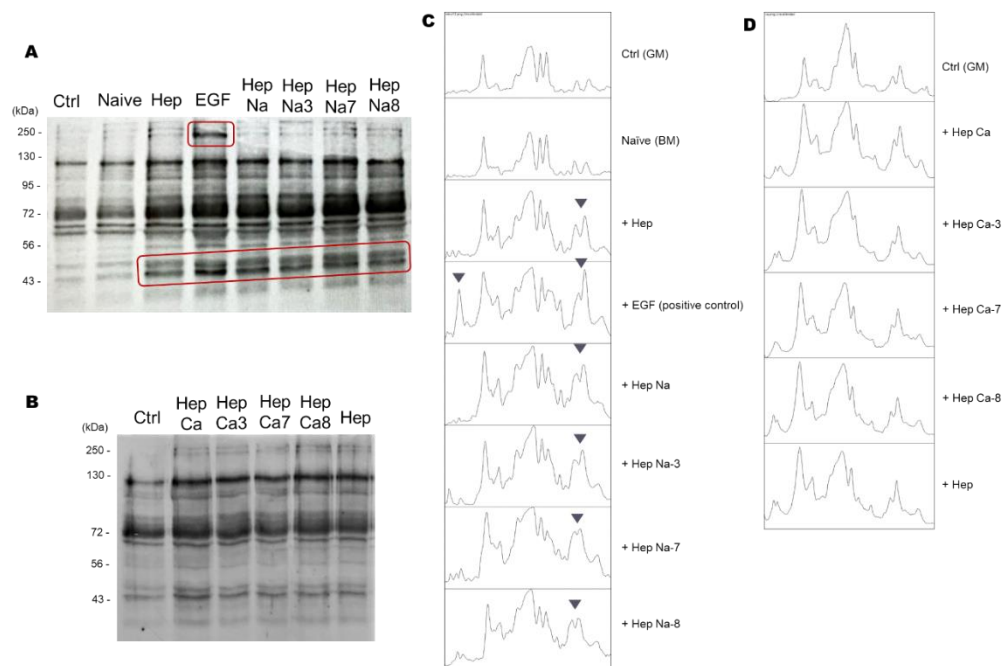 A
(kDa)
Ctrl Naive Hep EGF Hep Na Hep Na3 Hep Na7 Hep Na8
250 -
130 -
95 -
72 -
56 -
43 -
B
(kDa)
Ctrl Hep Ca Hep Ca3 Hep Ca7 Hep Ca8 Hep
250 -
130 -
72 -
56 -
43 -
C
Ctrl (GM)
Naïve (BM)
+ Hep
+ EGF (positive control)
+ Hep Na
+ Hep Na-3
+ Hep Na-7
+ Hep Na-8
D
Ctrl (GM)
+ Hep Ca
+ Hep Ca-3
+ Hep Ca-7
+ Hep Ca-8
+ Hep